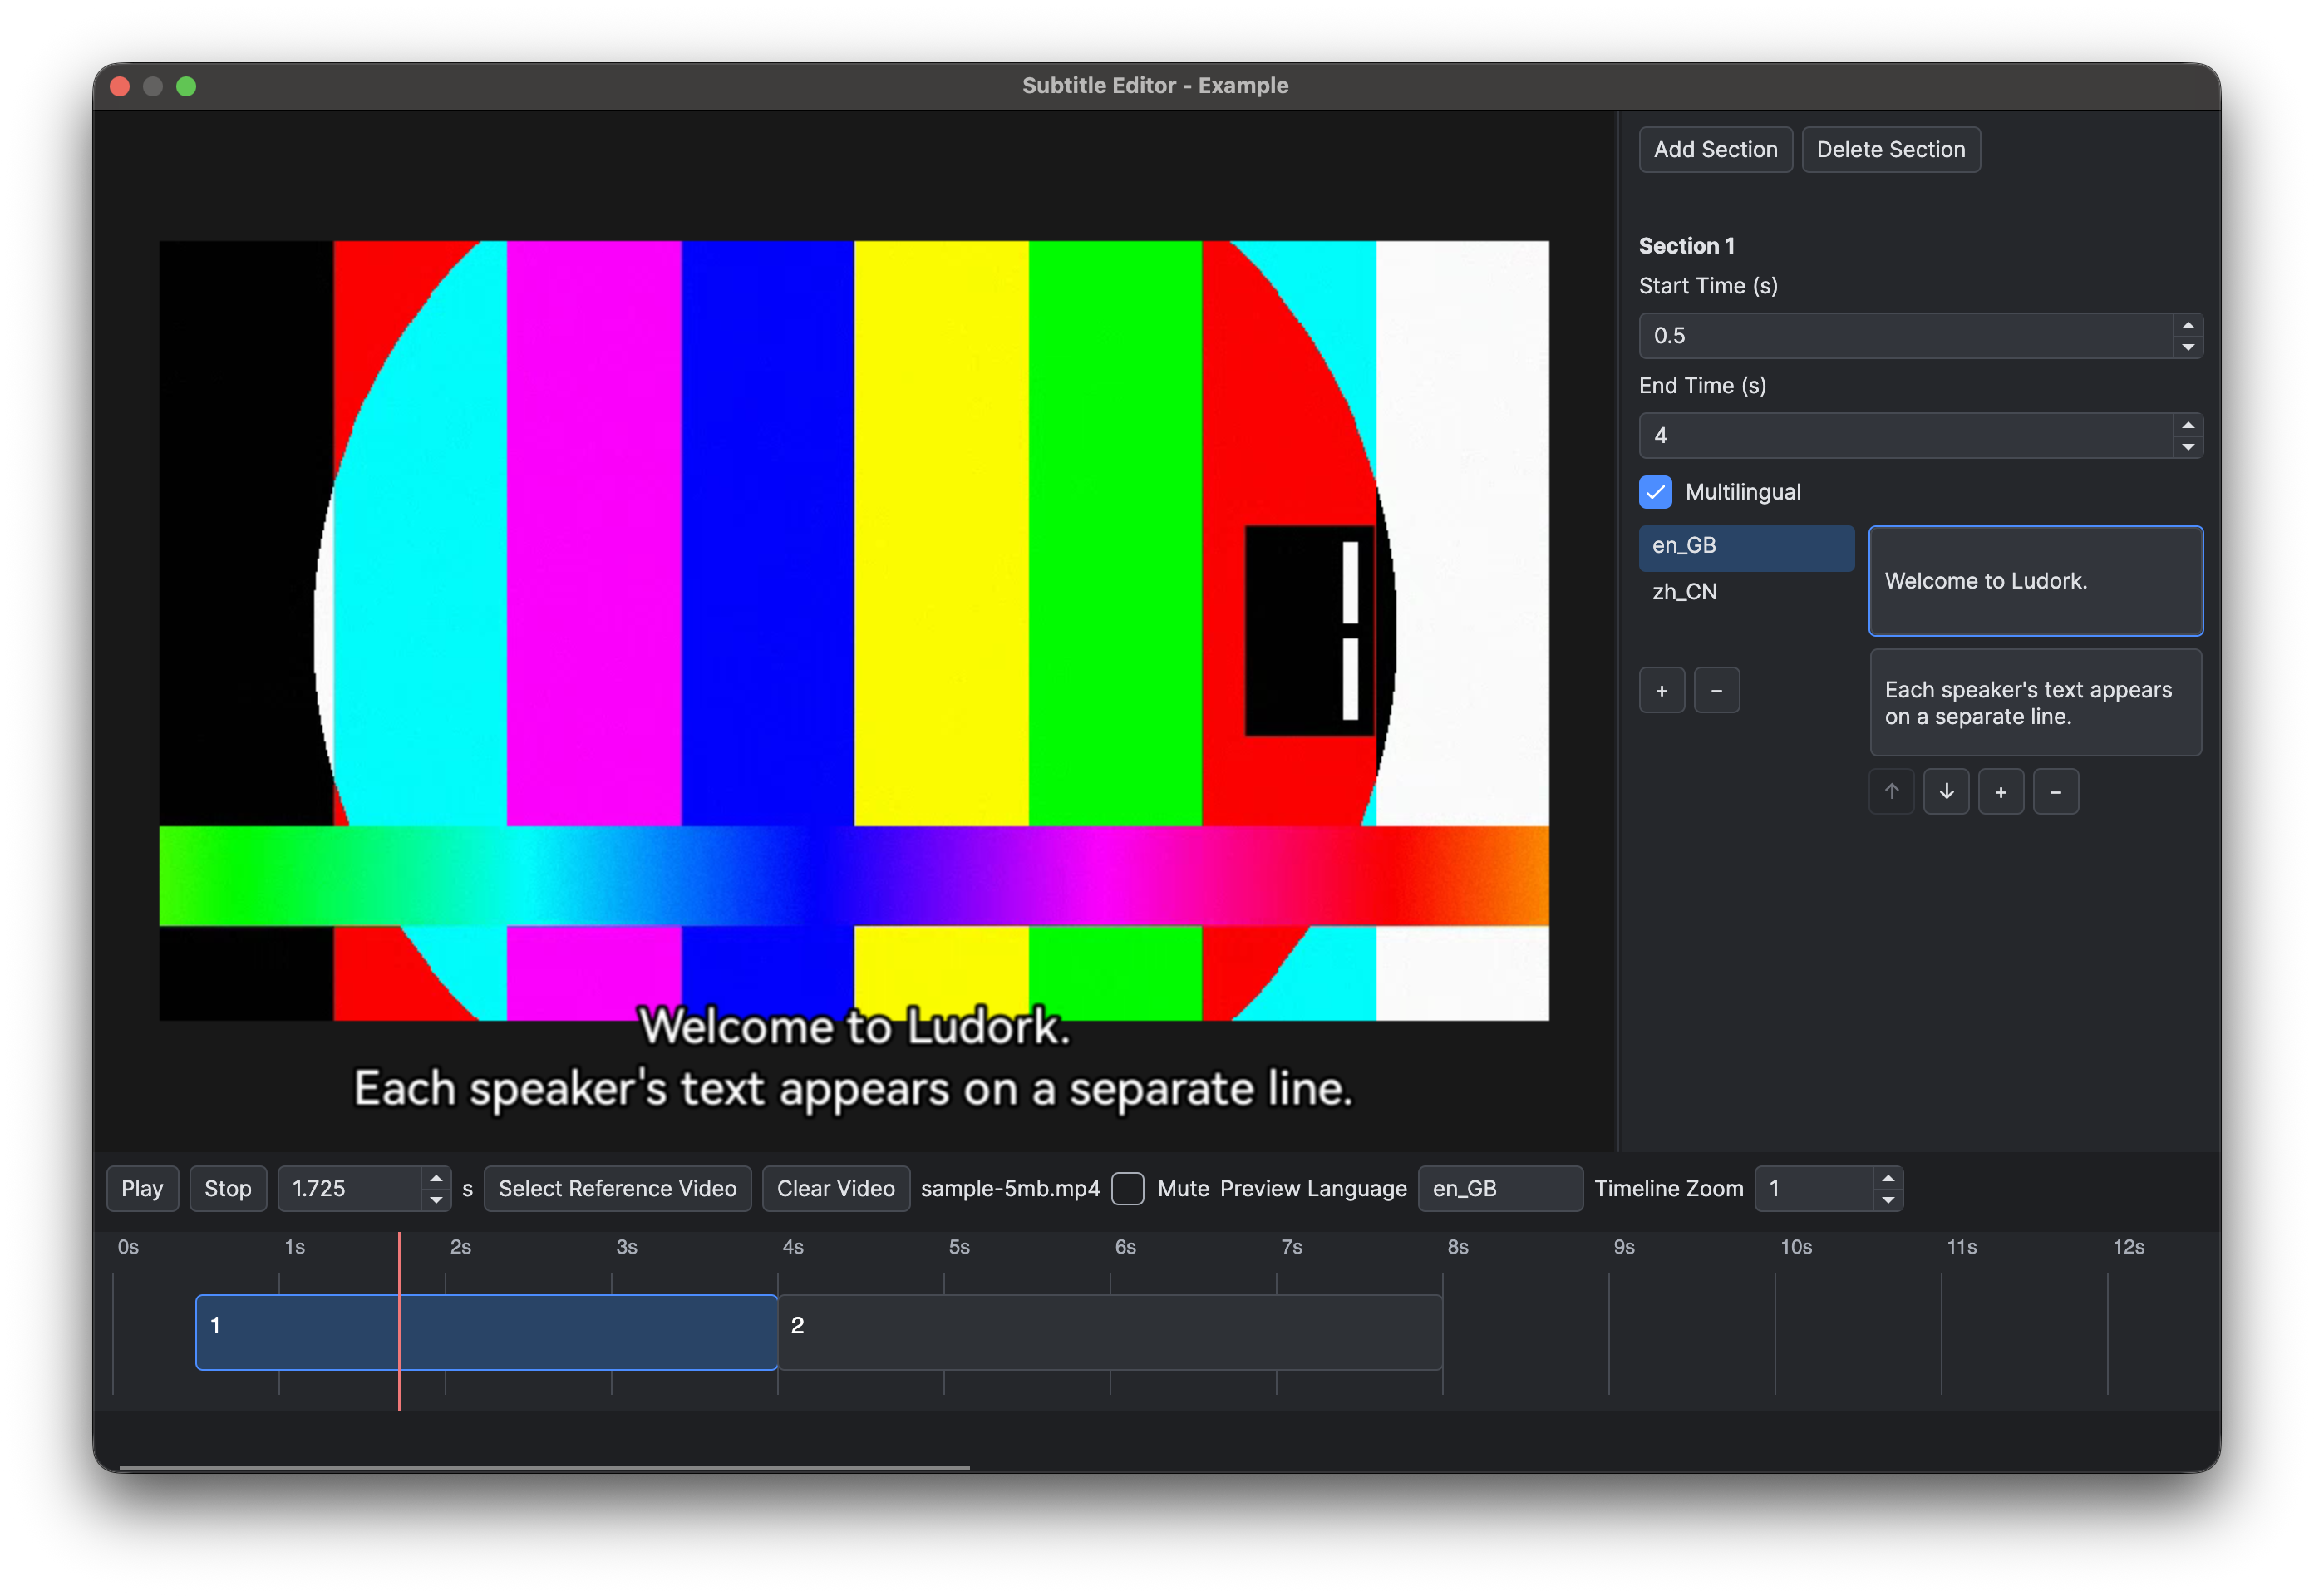 Subtitle Editor - Example
Add Section
Delete Section
Section 1
Start Time (s)
0.5
End Time (s)
4
Multilingual
en_GB
zh_CN
+
−
Welcome to Ludork.
Each speaker's text appears
on a separate line.
↑
↓
+
−
Welcome to Ludork.
Each speaker's text appears on a separate line.
Play
Stop
1.725
s
Select Reference Video
Clear Video
sample-5mb.mp4
Mute
Preview Language
en_GB
Timeline Zoom
1
0s 1s 2s 3s 4s 5s 6s 7s 8s 9s 10s 11s 12s
1
2